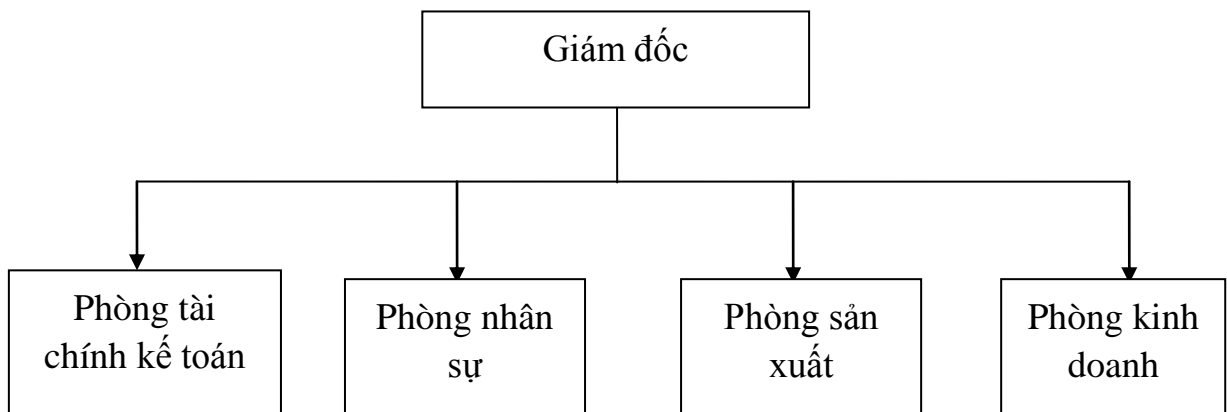 Giám đốc
Phòng tài
chính kế toán
Phòng nhân
sự
Phòng sản
xuất
Phòng kinh
doanh